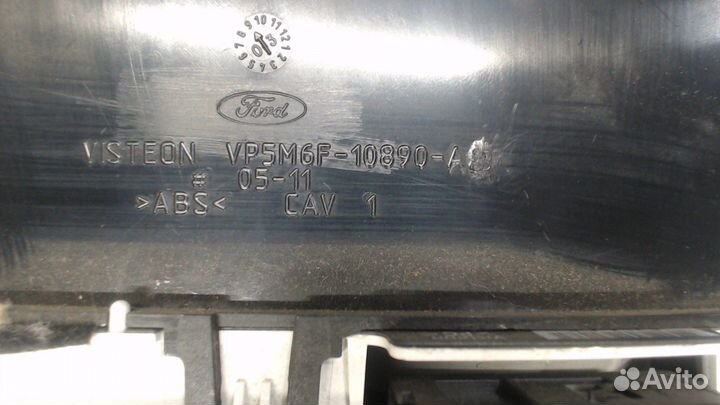 Ford
VISTEON VP5M6F-10890-A
05-11
>ABS< CAV 1
Avito